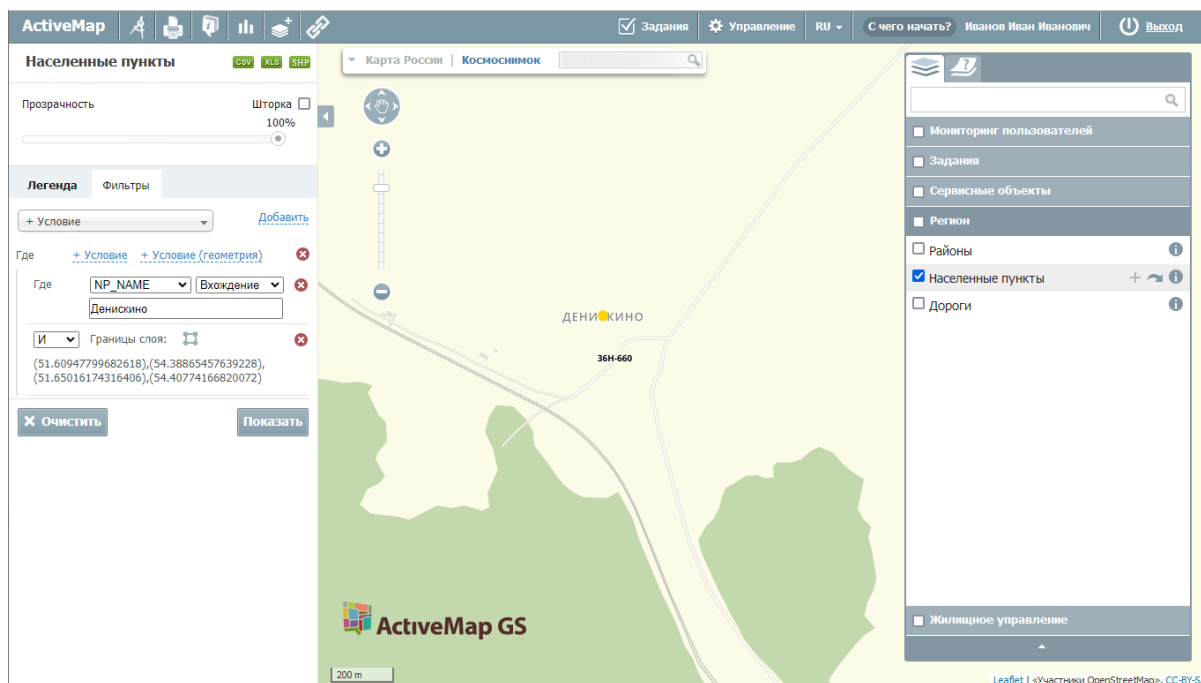 ActiveMap
Задания
Управление
RU
С чего начать?
Иванов Иван Иванович
Выход
Населенные пункты
CSV XLS SHP
Прозрачность
Шторка
100%
Легенда
Фильтры
+ Условие
Добавить
Где + Условие + Условие (геометрия)
Где NP_NAME Вхождение
Денискино
И Границы слоя:
(51.60947799682618),(54.38865457639228),
(51.65016174316406),(54.40774166820072)
Очистить
Показать
Карта России | Космоснимок
ДЕНИ КИНО
36Н-660
ActiveMap GS
200 m
Мониторинг пользователей
Задания
Сервисные объекты
Регион
Районы
Населенные пункты
Дороги
Жилищное управление
Leaflet | «Участники OpenStreetMap», CC-BY-S